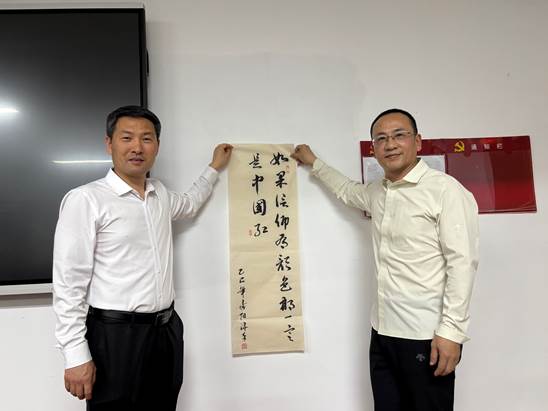 如果信仰有颜色那一定
是中國红
乙巳年
通知栏